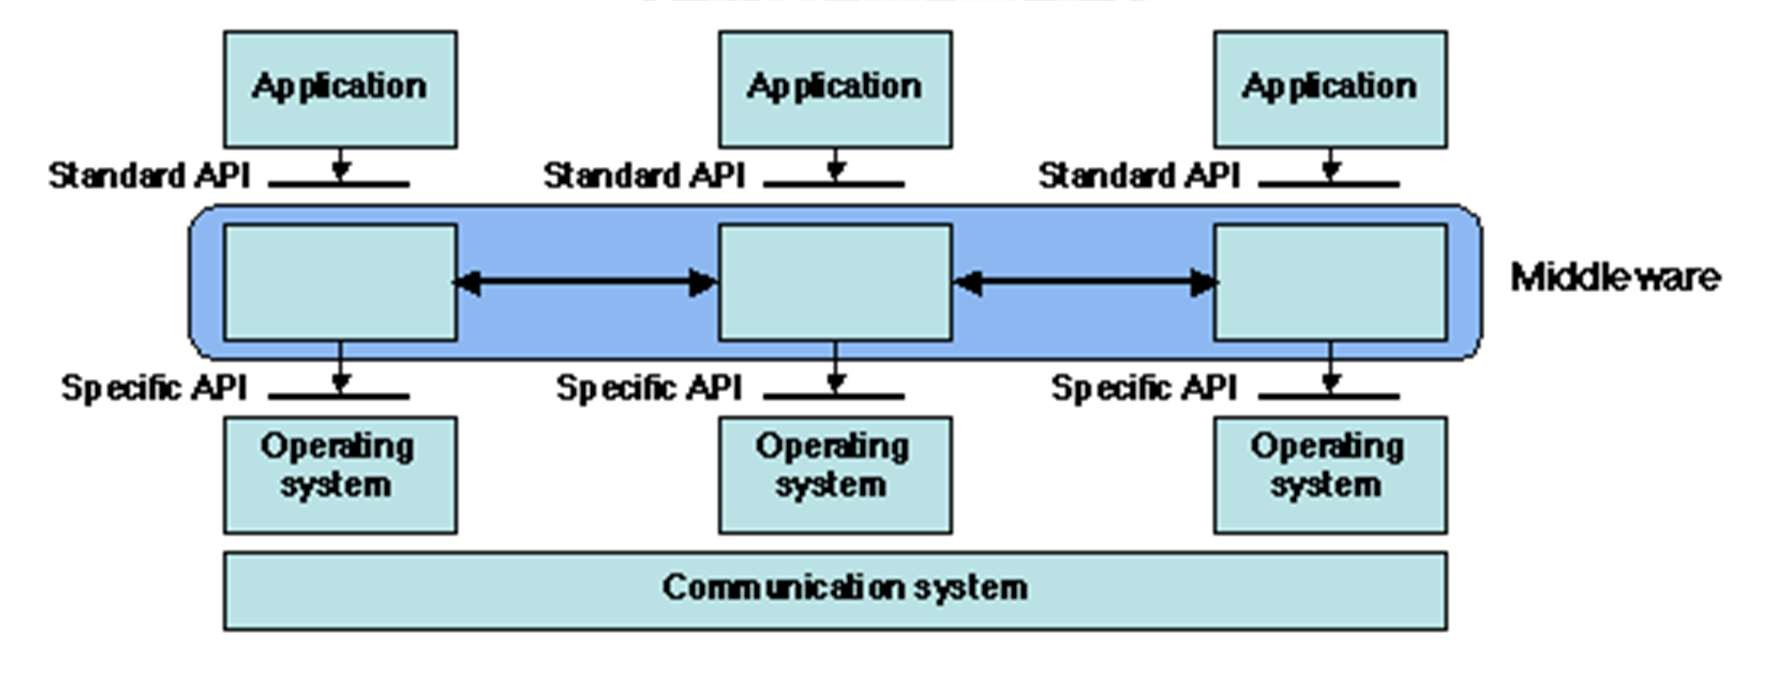 Application
Application
Application
Standard API
Standard API
Standard API
Middleware
Specific API
Specific API
Specific API
Operating
system
Operating
system
Operating
system
Communication system